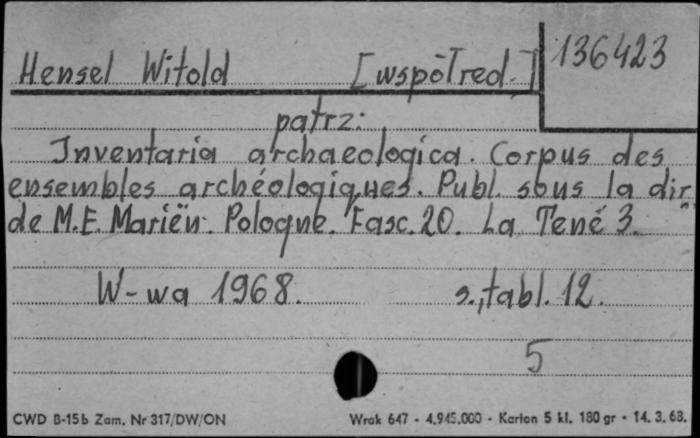 Hensel Witold [współred.] 136423
patrz:
Inventaria archaeologica. Corpus des
ensembles archéologiques. Publ. sous la dir.
de M.E. Mariën. Pologne. Fasc. 20. La Tené 3.
W-wa 1968. s., tabl. 12.
5
CWD B-15b Zam. Nr 317/DW/ON Wrok 647 - 4.945.000 - Karton 5 kl. 180 gr - 14. 3. 68.